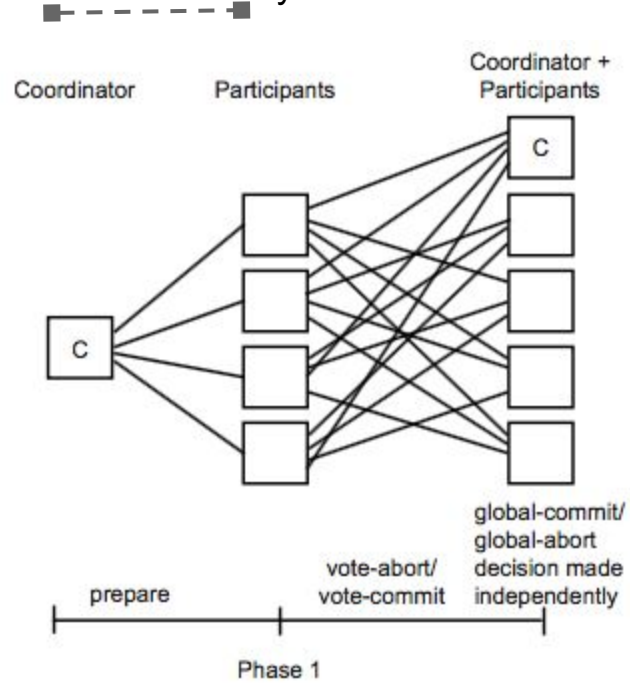 Coordinator
Participants
Coordinator +
Participants
C
C
prepare
vote-abort/
vote-commit
global-commit/
global-abort
decision made
independently
Phase 1